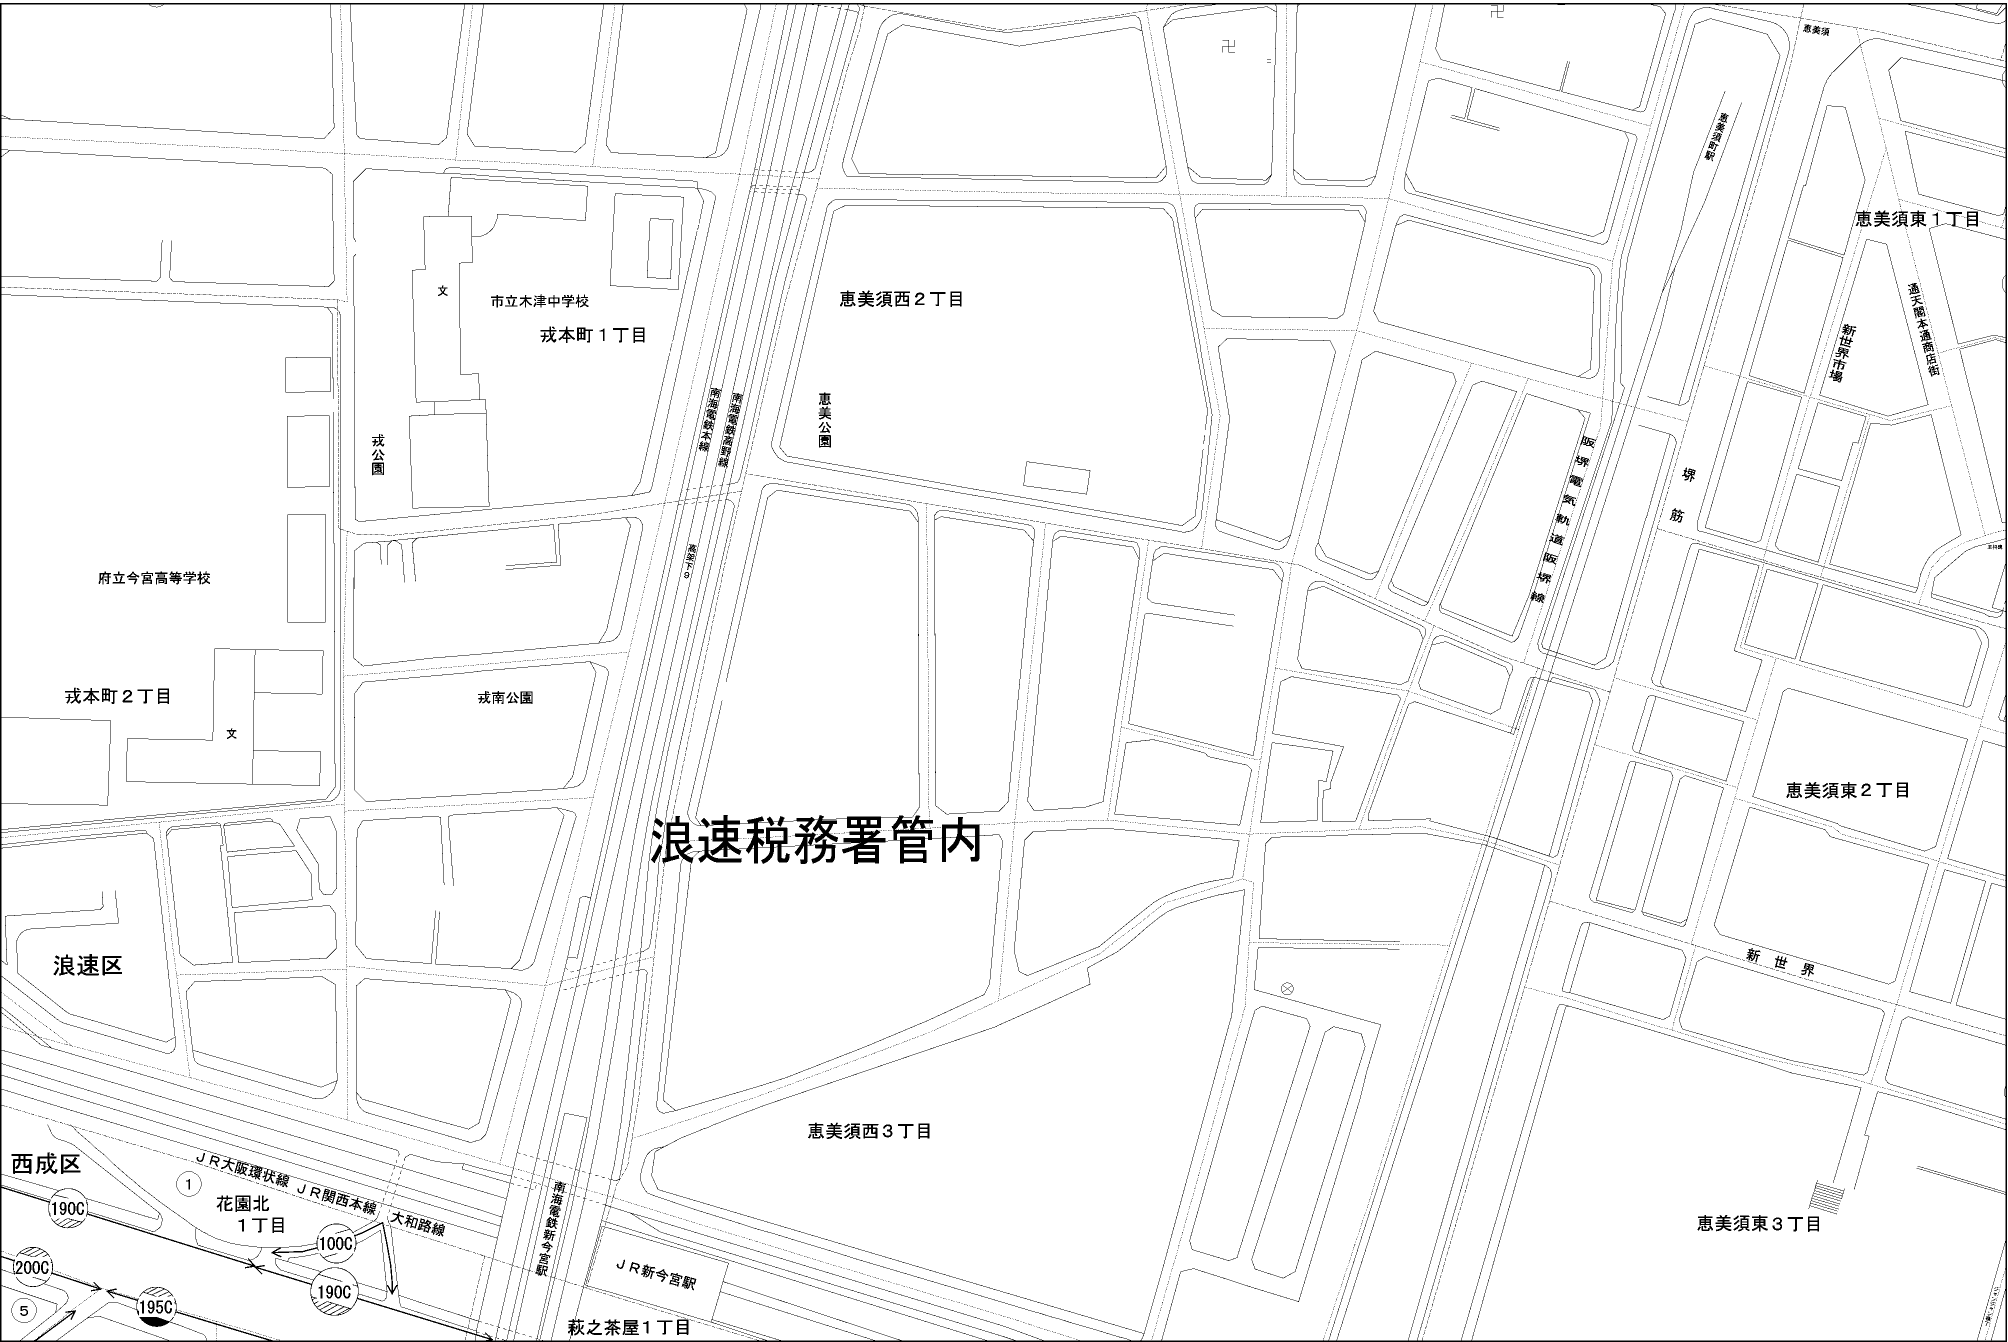 恵美須
恵美須町駅
恵美須東１丁目
市立木津中学校
戎本町１丁目
文
恵美須西２丁目
新世界市場
通天閣本通商店街
南海電鉄本線
南海電鉄高野線
恵美公園
戎公園
阪堺電気軌道阪堺線
堺筋
高架下9
府立今宮高等学校
戎本町２丁目
戎南公園
文
恵美須東２丁目
浪速税務署管内
浪速区
新世界
恵美須西３丁目
西成区
ＪＲ大阪環状線
ＪＲ関西本線
大和路線
1
花園北
１丁目
190C
100C
200C
190C
195C
5
南海電鉄新今宮駅
ＪＲ新今宮駅
恵美須東３丁目
萩之茶屋１丁目